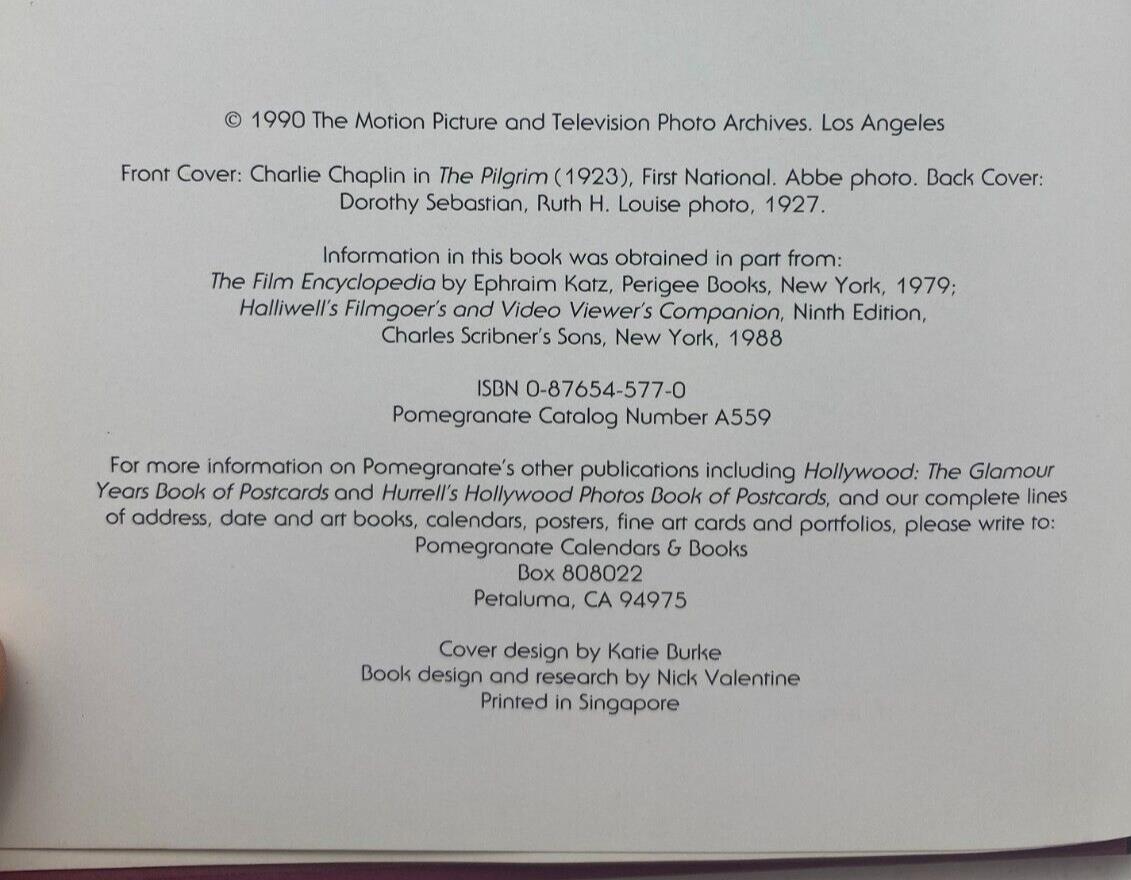 © 1990 The Motion Picture and Television Photo Archives. Los Angeles
Front Cover: Charlie Chaplin in The Pilgrim (1923), First National. Abbe photo. Back Cover:
Dorothy Sebastian, Ruth H. Louise photo, 1927.
Information in this book was obtained in part from:
The Film Encyclopedia by Ephraim Katz, Perigee Books, New York, 1979;
Halliwell's Filmgoer's and Video Viewer's Companion, Ninth Edition,
Charles Scribner's Sons, New York, 1988
ISBN 0-87654-577-0
Pomegranate Catalog Number A559
For more information on Pomegranate's other publications including Hollywood: The Glamour
Years Book of Postcards and Hurrell's Hollywood Photos Book of Postcards, and our complete lines
of address, date and art books, calendars, posters, fine art cards and portfolios, please write to:
Pomegranate Calendars & Books
Box 808022
Petaluma, CA 94975
Cover design by Katie Burke
Book design and research by Nick Valentine
Printed in Singapore